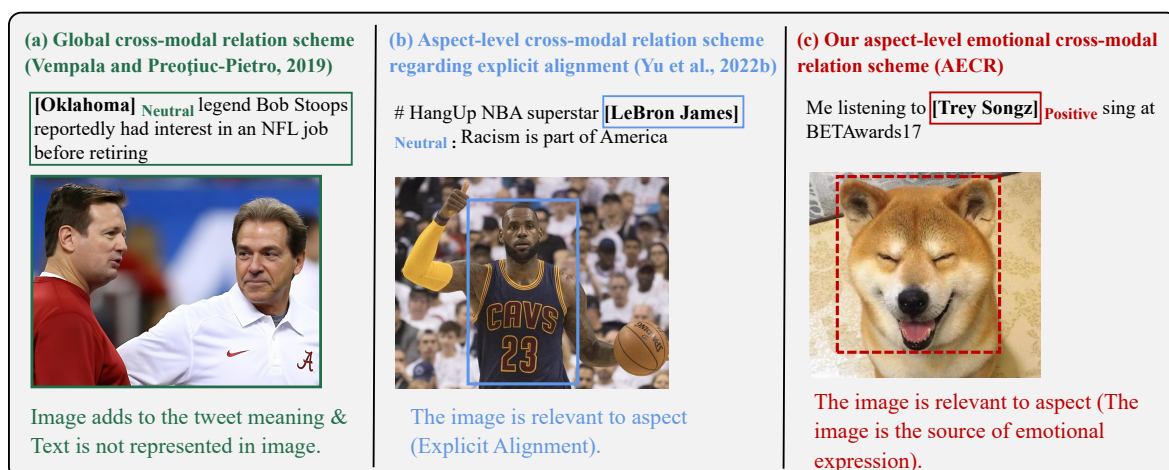 (a) Global cross-modal relation scheme
(Vempala and Preoţiuc-Pietro, 2019)
[Oklahoma] Neutral legend Bob Stoops
reportedly had interest in an NFL job
before retiring
A
Image adds to the tweet meaning &
Text is not represented in image.
(b) Aspect-level cross-modal relation scheme
regarding explicit alignment (Yu et al., 2022b)
# HangUp NBA superstar [LeBron James]
Neutral : Racism is part of America
CAVS
23
The image is relevant to aspect
(Explicit Alignment).
(c) Our aspect-level emotional cross-modal
relation scheme (AECR)
Me listening to [Trey Songz] Positive sing at
BETAwards17
The image is relevant to aspect (The
image is the source of emotional
expression).